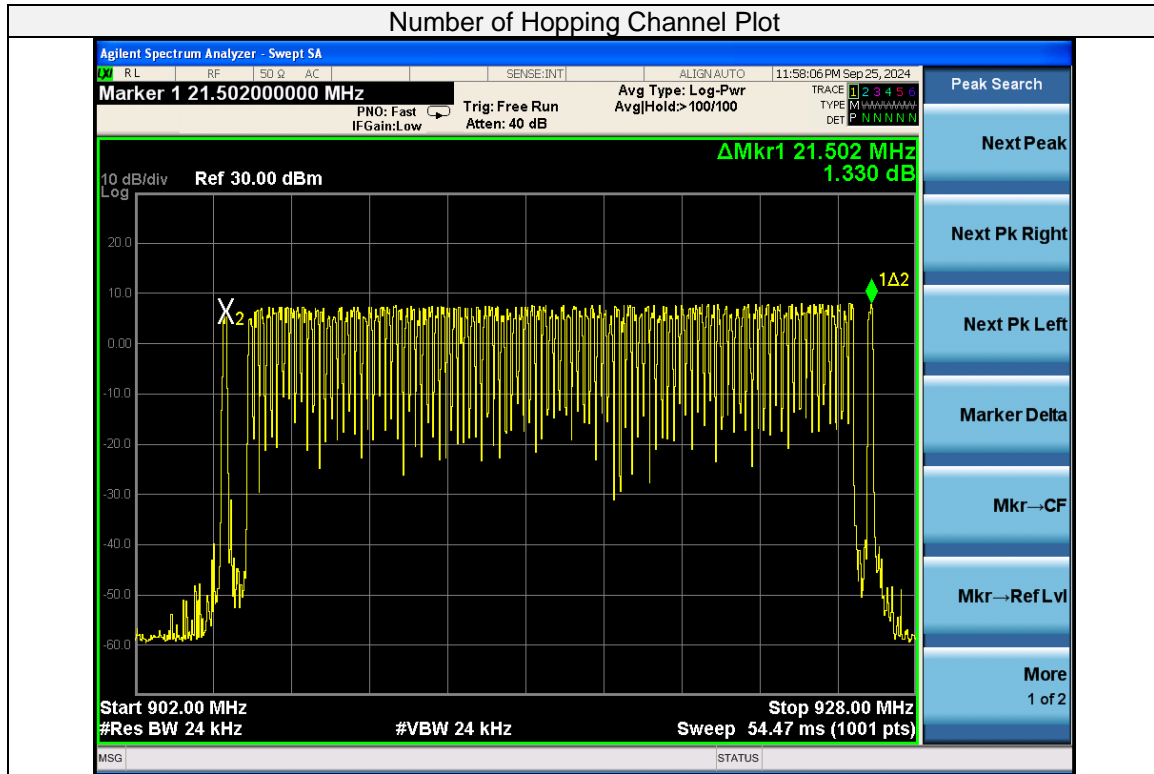 Number of Hopping Channel Plot
Agilent Spectrum Analyzer - Swept SA
LXI RL RF 50 Ω AC SENSE:INT ALIGN AUTO 11:58:06 PM Sep 25, 2024
Marker 1 21.502000000 MHz
PNO: Fast
IFGain:Low
Trig: Free Run
Atten: 40 dB
Avg Type: Log-Pwr
Avg|Hold:>100/100
TRACE 1 2 3 4 5 6
TYPE M WWWWW
DET P N N N N N
ΔMkr1 21.502 MHz
1.330 dB
10 dB/div Ref 30.00 dBm
Log
20.0
10.0
0.00
-10.0
-20.0
-30.0
-40.0
-50.0
-60.0
X2
1Δ2
Start 902.00 MHz Stop 928.00 MHz
#Res BW 24 kHz #VBW 24 kHz Sweep 54.47 ms (1001 pts)
MSG STATUS
Peak Search
Next Peak
Next Pk Right
Next Pk Left
Marker Delta
Mkr→CF
Mkr→Ref Lvl
More
1 of 2